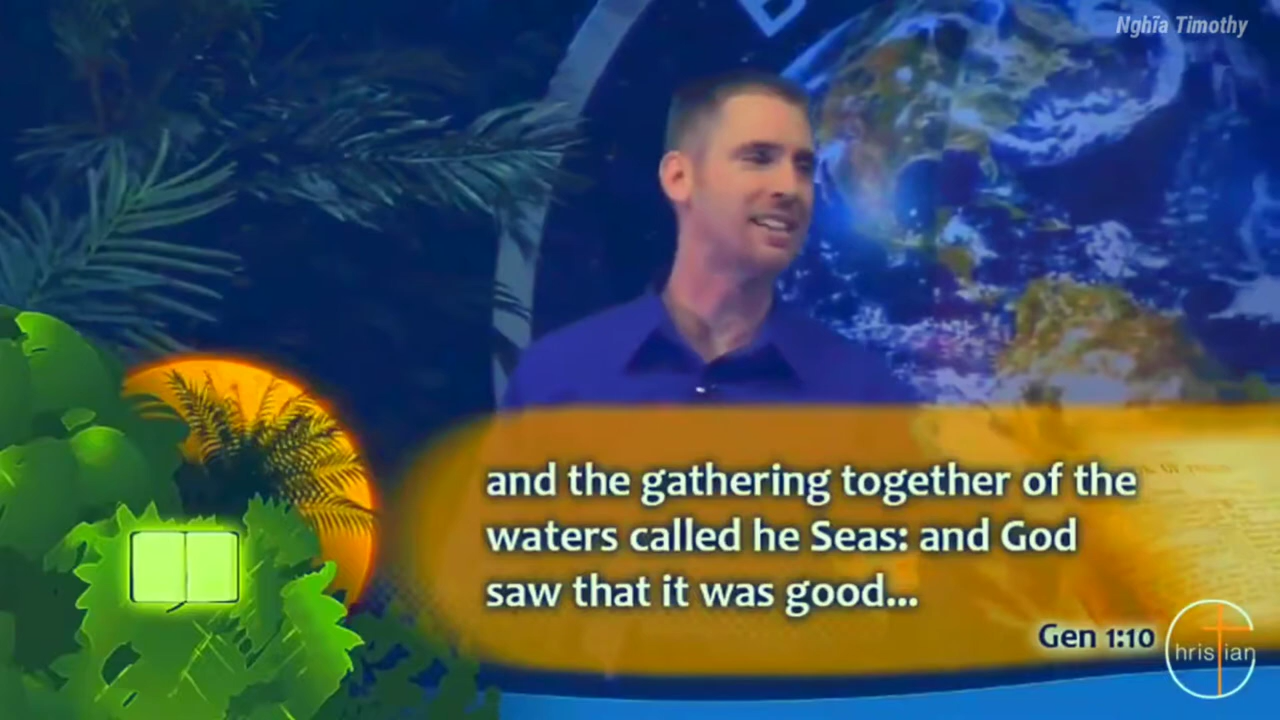 Nghĩa Timothy
and the gathering together of the
waters called he Seas: and God
saw that it was good...
Gen 1:10
hristian